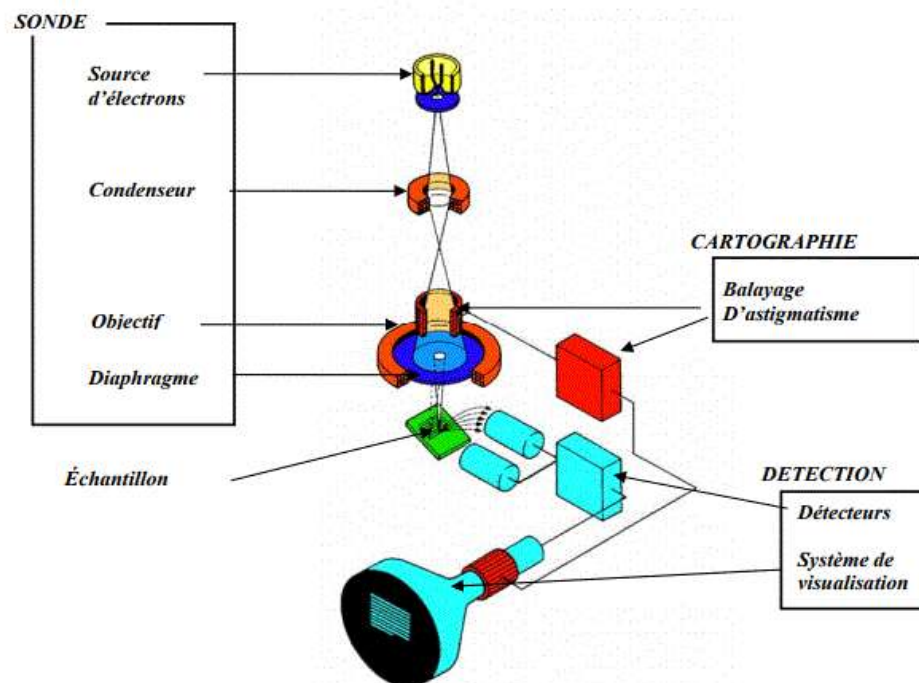 SONDE
Source
d'électrons
Condenseur
Objectif
Diaphragme
Échantillon
CARTOGRAPHIE
Balayage
D'astigmatisme
DETECTION
Détecteurs
Système de
visualisation